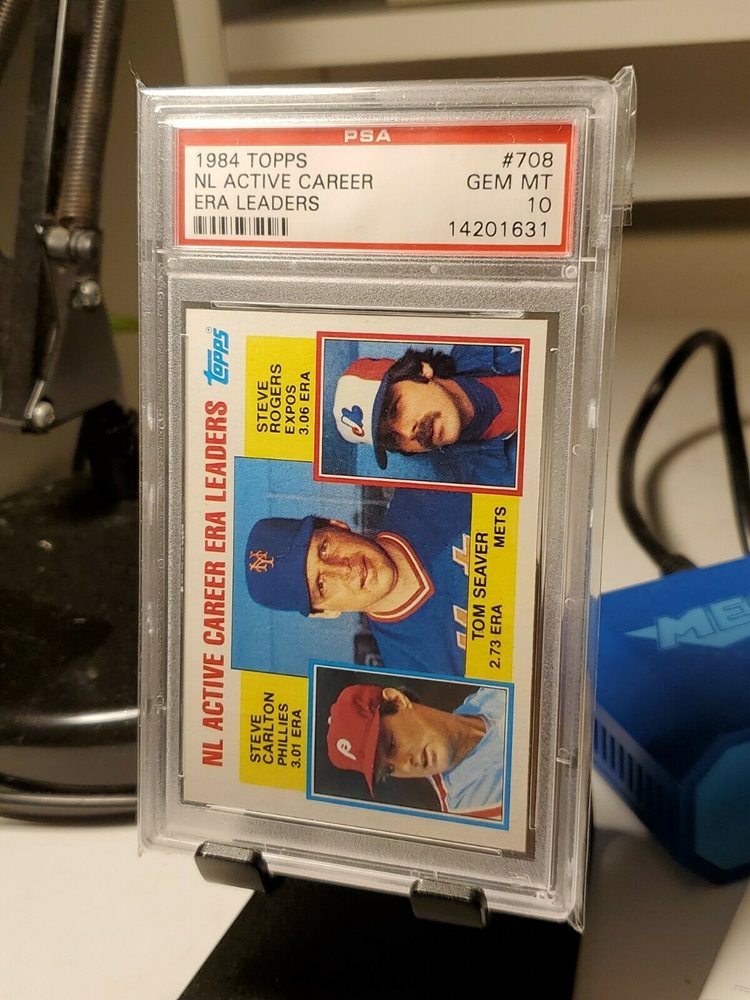 PSA
1984 TOPPS #708
NL ACTIVE CAREER GEM MT
ERA LEADERS 10
14201631
NL ACTIVE CAREER ERA LEADERS
topps
STEVE
CARLTON
PHILLIES
3.01 ERA
P
NY
TOM SEAVER
2.73 ERA METS
STEVE
ROGERS
EXPOS
3.06 ERA